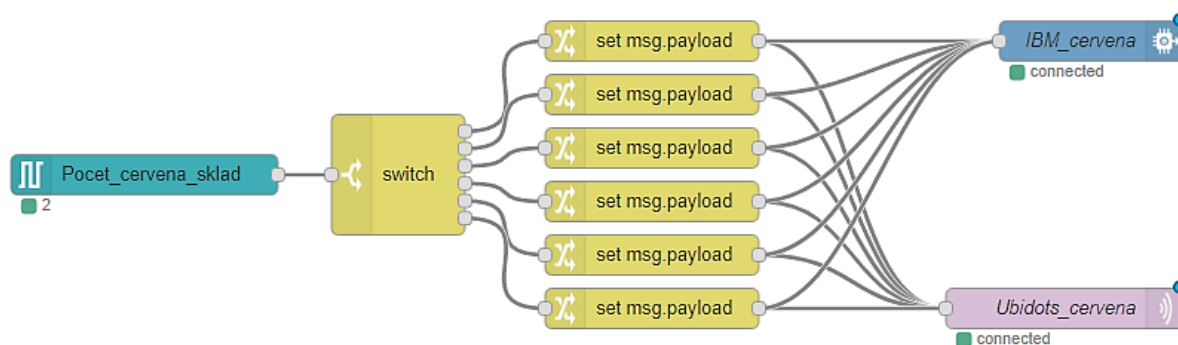 set msg.payload
IBM_cervena
connected
set msg.payload
set msg.payload
Pocet_cervena_sklad
switch
2
set msg.payload
set msg.payload
set msg.payload
Ubidots_cervena
connected